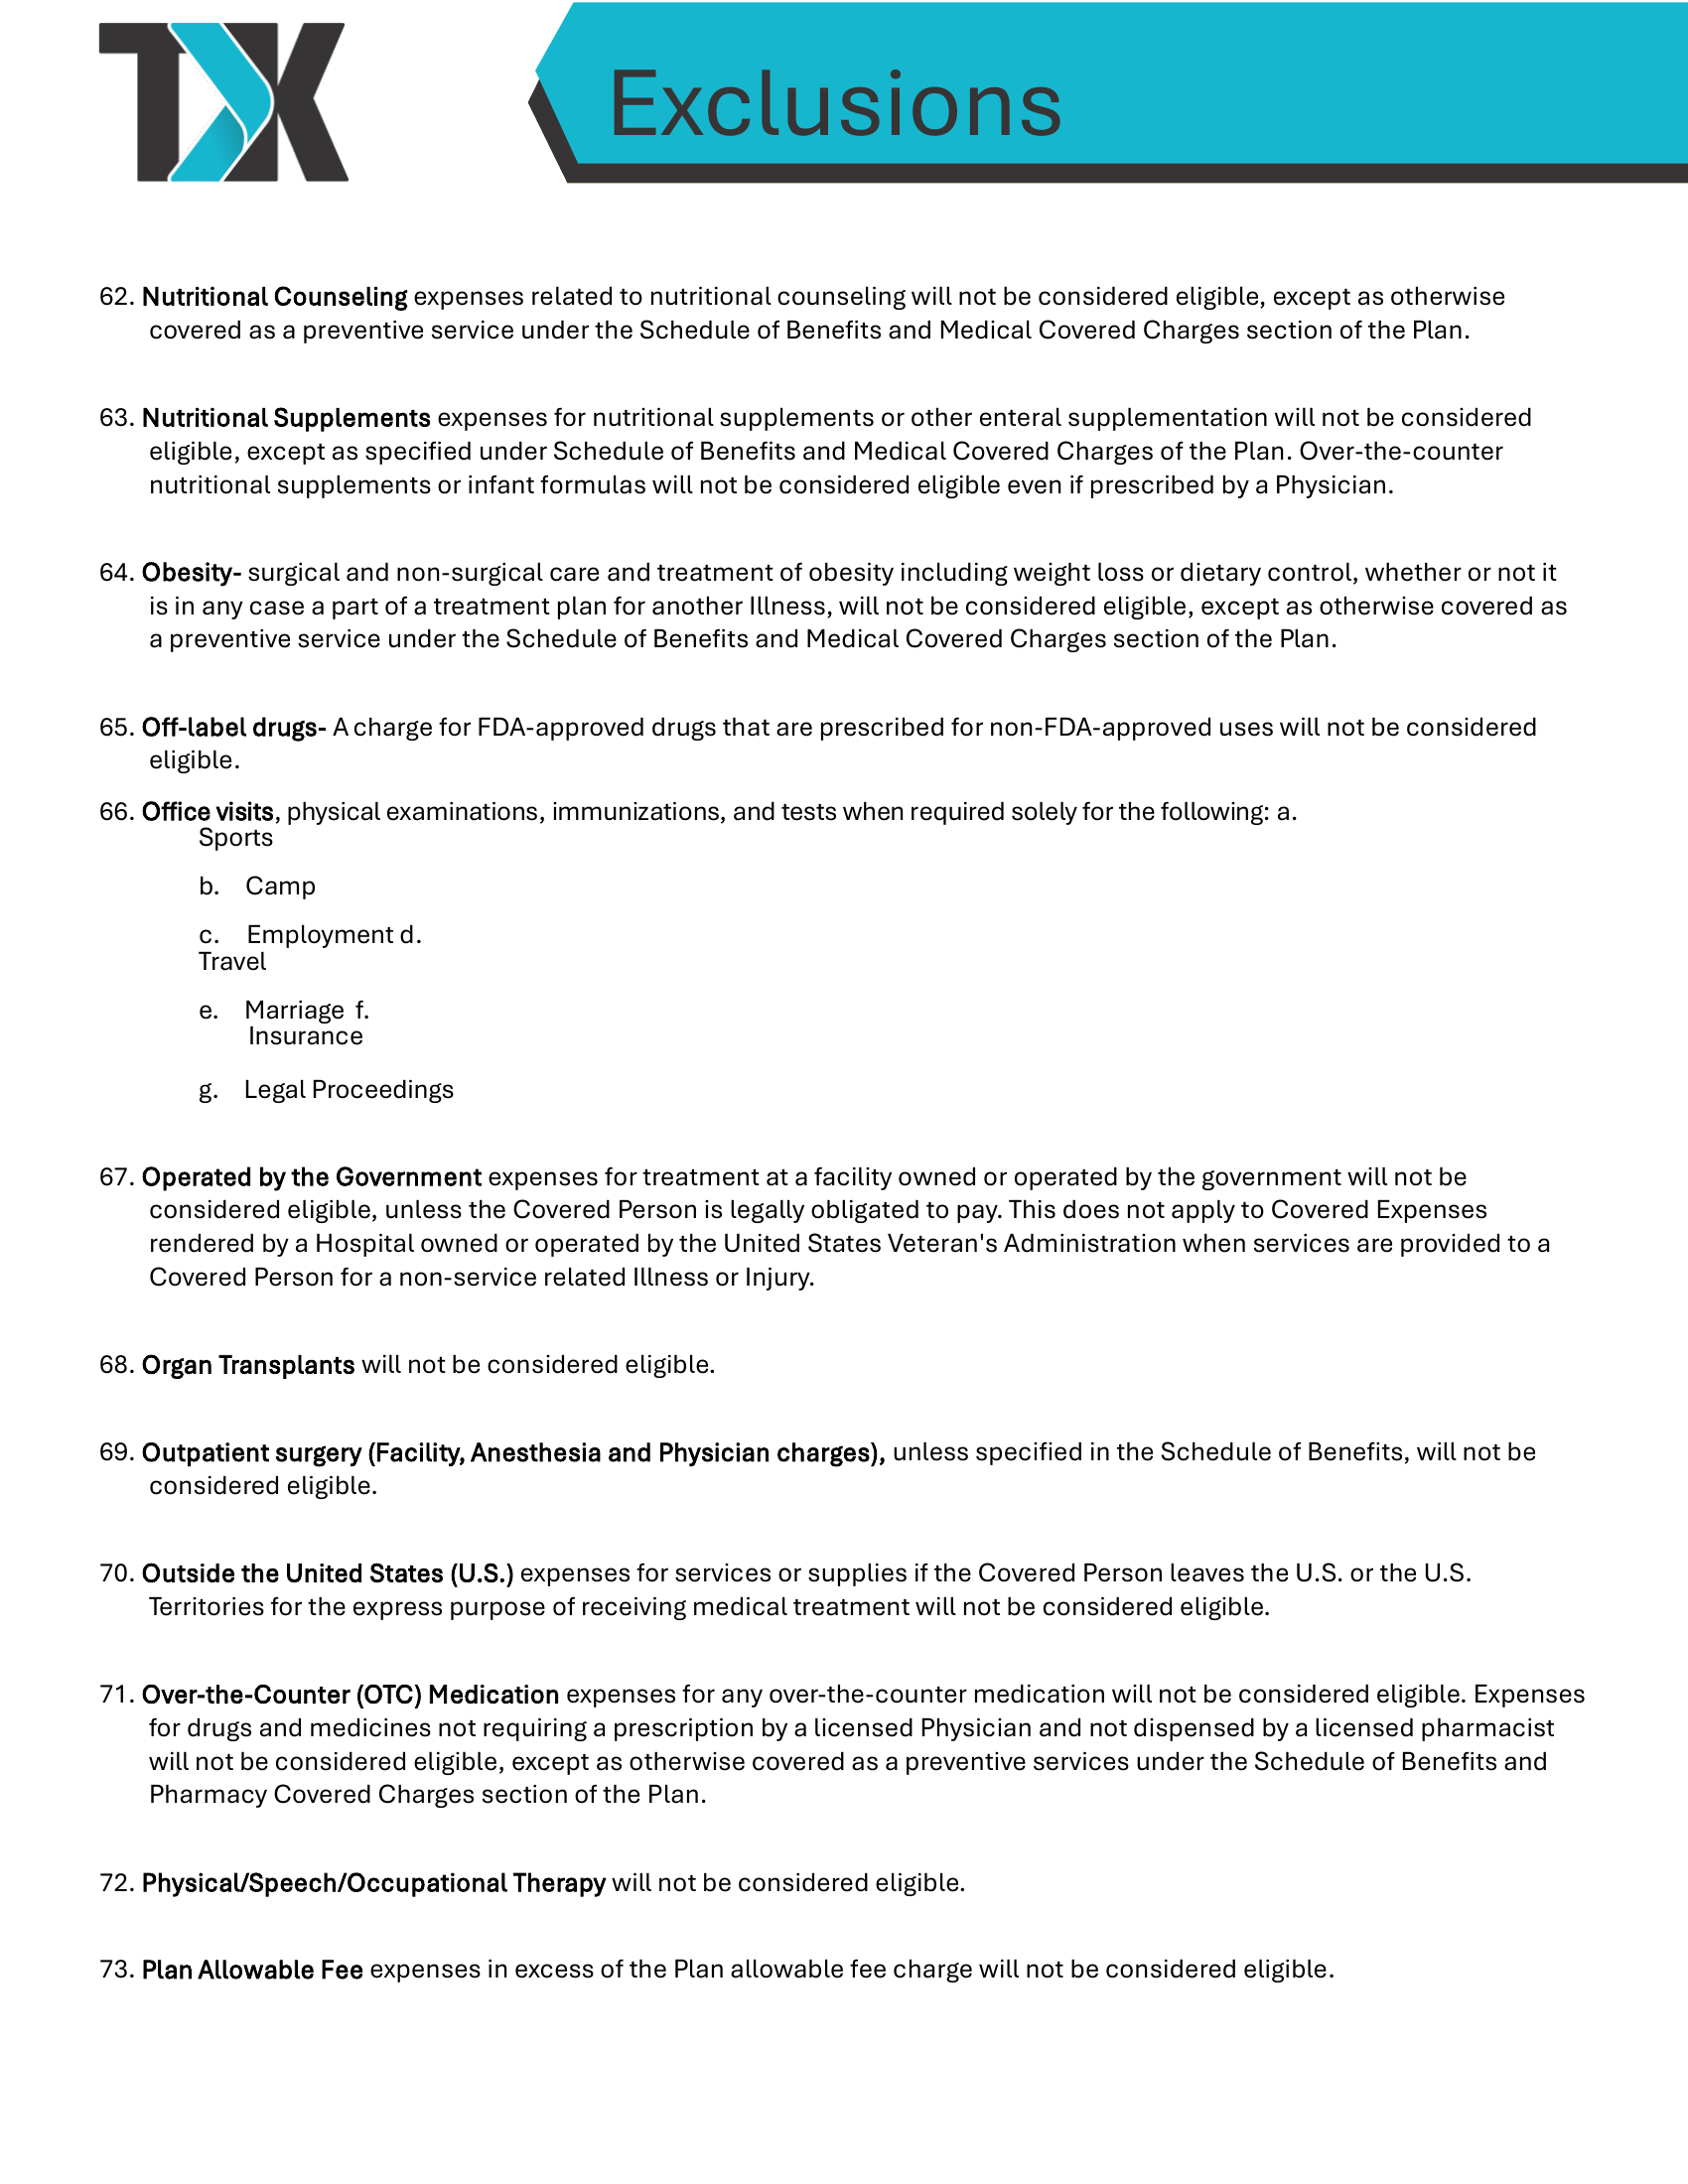 TXK
Exclusions
62. Nutritional Counseling expenses related to nutritional counseling will not be considered eligible, except as otherwise
covered as a preventive service under the Schedule of Benefits and Medical Covered Charges section of the Plan.
63. Nutritional Supplements expenses for nutritional supplements or other enteral supplementation will not be considered
eligible, except as specified under Schedule of Benefits and Medical Covered Charges of the Plan. Over-the-counter
nutritional supplements or infant formulas will not be considered eligible even if prescribed by a Physician.
64. Obesity- surgical and non-surgical care and treatment of obesity including weight loss or dietary control, whether or not it
is in any case a part of a treatment plan for another Illness, will not be considered eligible, except as otherwise covered as
a preventive service under the Schedule of Benefits and Medical Covered Charges section of the Plan.
65. Off-label drugs- A charge for FDA-approved drugs that are prescribed for non-FDA-approved uses will not be considered
eligible.
66. Office visits, physical examinations, immunizations, and tests when required solely for the following: a.
Sports
b. Camp
c. Employment d.
Travel
e. Marriage f.
Insurance
g. Legal Proceedings
67. Operated by the Government expenses for treatment at a facility owned or operated by the government will not be
considered eligible, unless the Covered Person is legally obligated to pay. This does not apply to Covered Expenses
rendered by a Hospital owned or operated by the United States Veteran's Administration when services are provided to a
Covered Person for a non-service related Illness or Injury.
68. Organ Transplants will not be considered eligible.
69. Outpatient surgery (Facility, Anesthesia and Physician charges), unless specified in the Schedule of Benefits, will not be
considered eligible.
70. Outside the United States (U.S.) expenses for services or supplies if the Covered Person leaves the U.S. or the U.S.
Territories for the express purpose of receiving medical treatment will not be considered eligible.
71. Over-the-Counter (OTC) Medication expenses for any over-the-counter medication will not be considered eligible. Expenses
for drugs and medicines not requiring a prescription by a licensed Physician and not dispensed by a licensed pharmacist
will not be considered eligible, except as otherwise covered as a preventive services under the Schedule of Benefits and
Pharmacy Covered Charges section of the Plan.
72. Physical/Speech/Occupational Therapy will not be considered eligible.
73. Plan Allowable Fee expenses in excess of the Plan allowable fee charge will not be considered eligible.